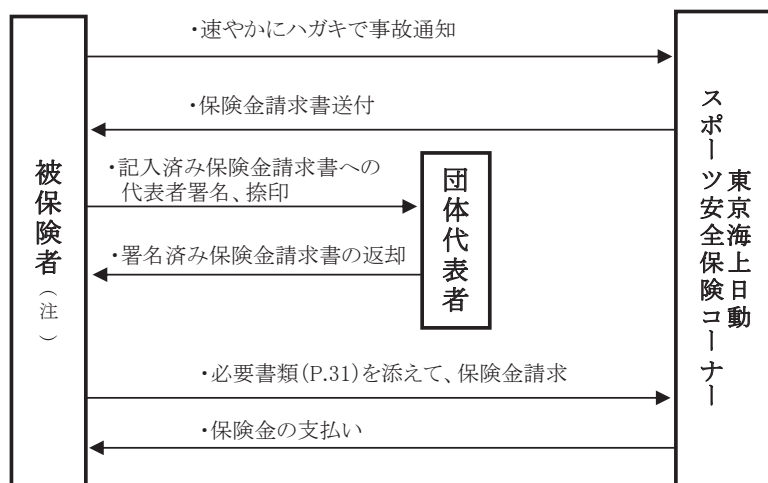 ・速やかにハガキで事故通知
・保険金請求書送付
・記入済み保険金請求書への
代表者署名、捺印
・署名済み保険金請求書の返却
・必要書類(P.31)を添えて、保険金請求
・保険金の支払い
被保険者(注)
団体代表者
東京海上日動
スポーツ安全保険コーナー